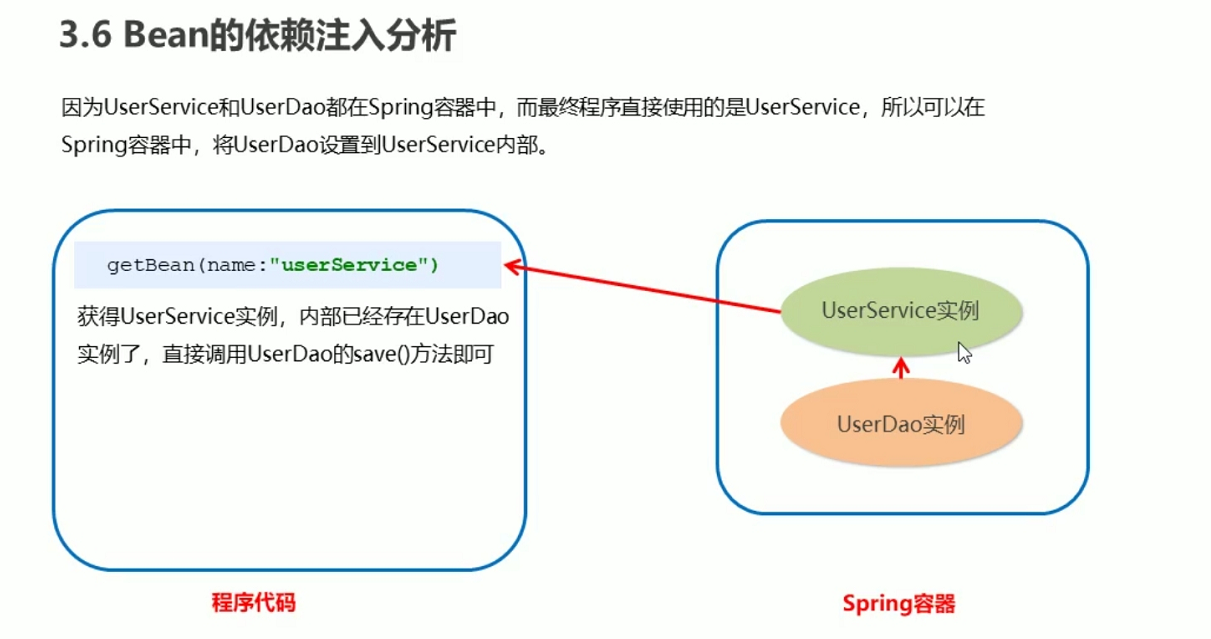 3.6 Bean的依赖注入分析
因为UserService和UserDao都在Spring容器中，而最终程序直接使用的是UserService，所以可以在
Spring容器中，将UserDao设置到UserService内部。
getBean(name:"userService")
获得UserService实例，内部已经存在UserDao
实例了，直接调用UserDao的save()方法即可
程序代码
UserService实例
UserDao实例
Spring容器